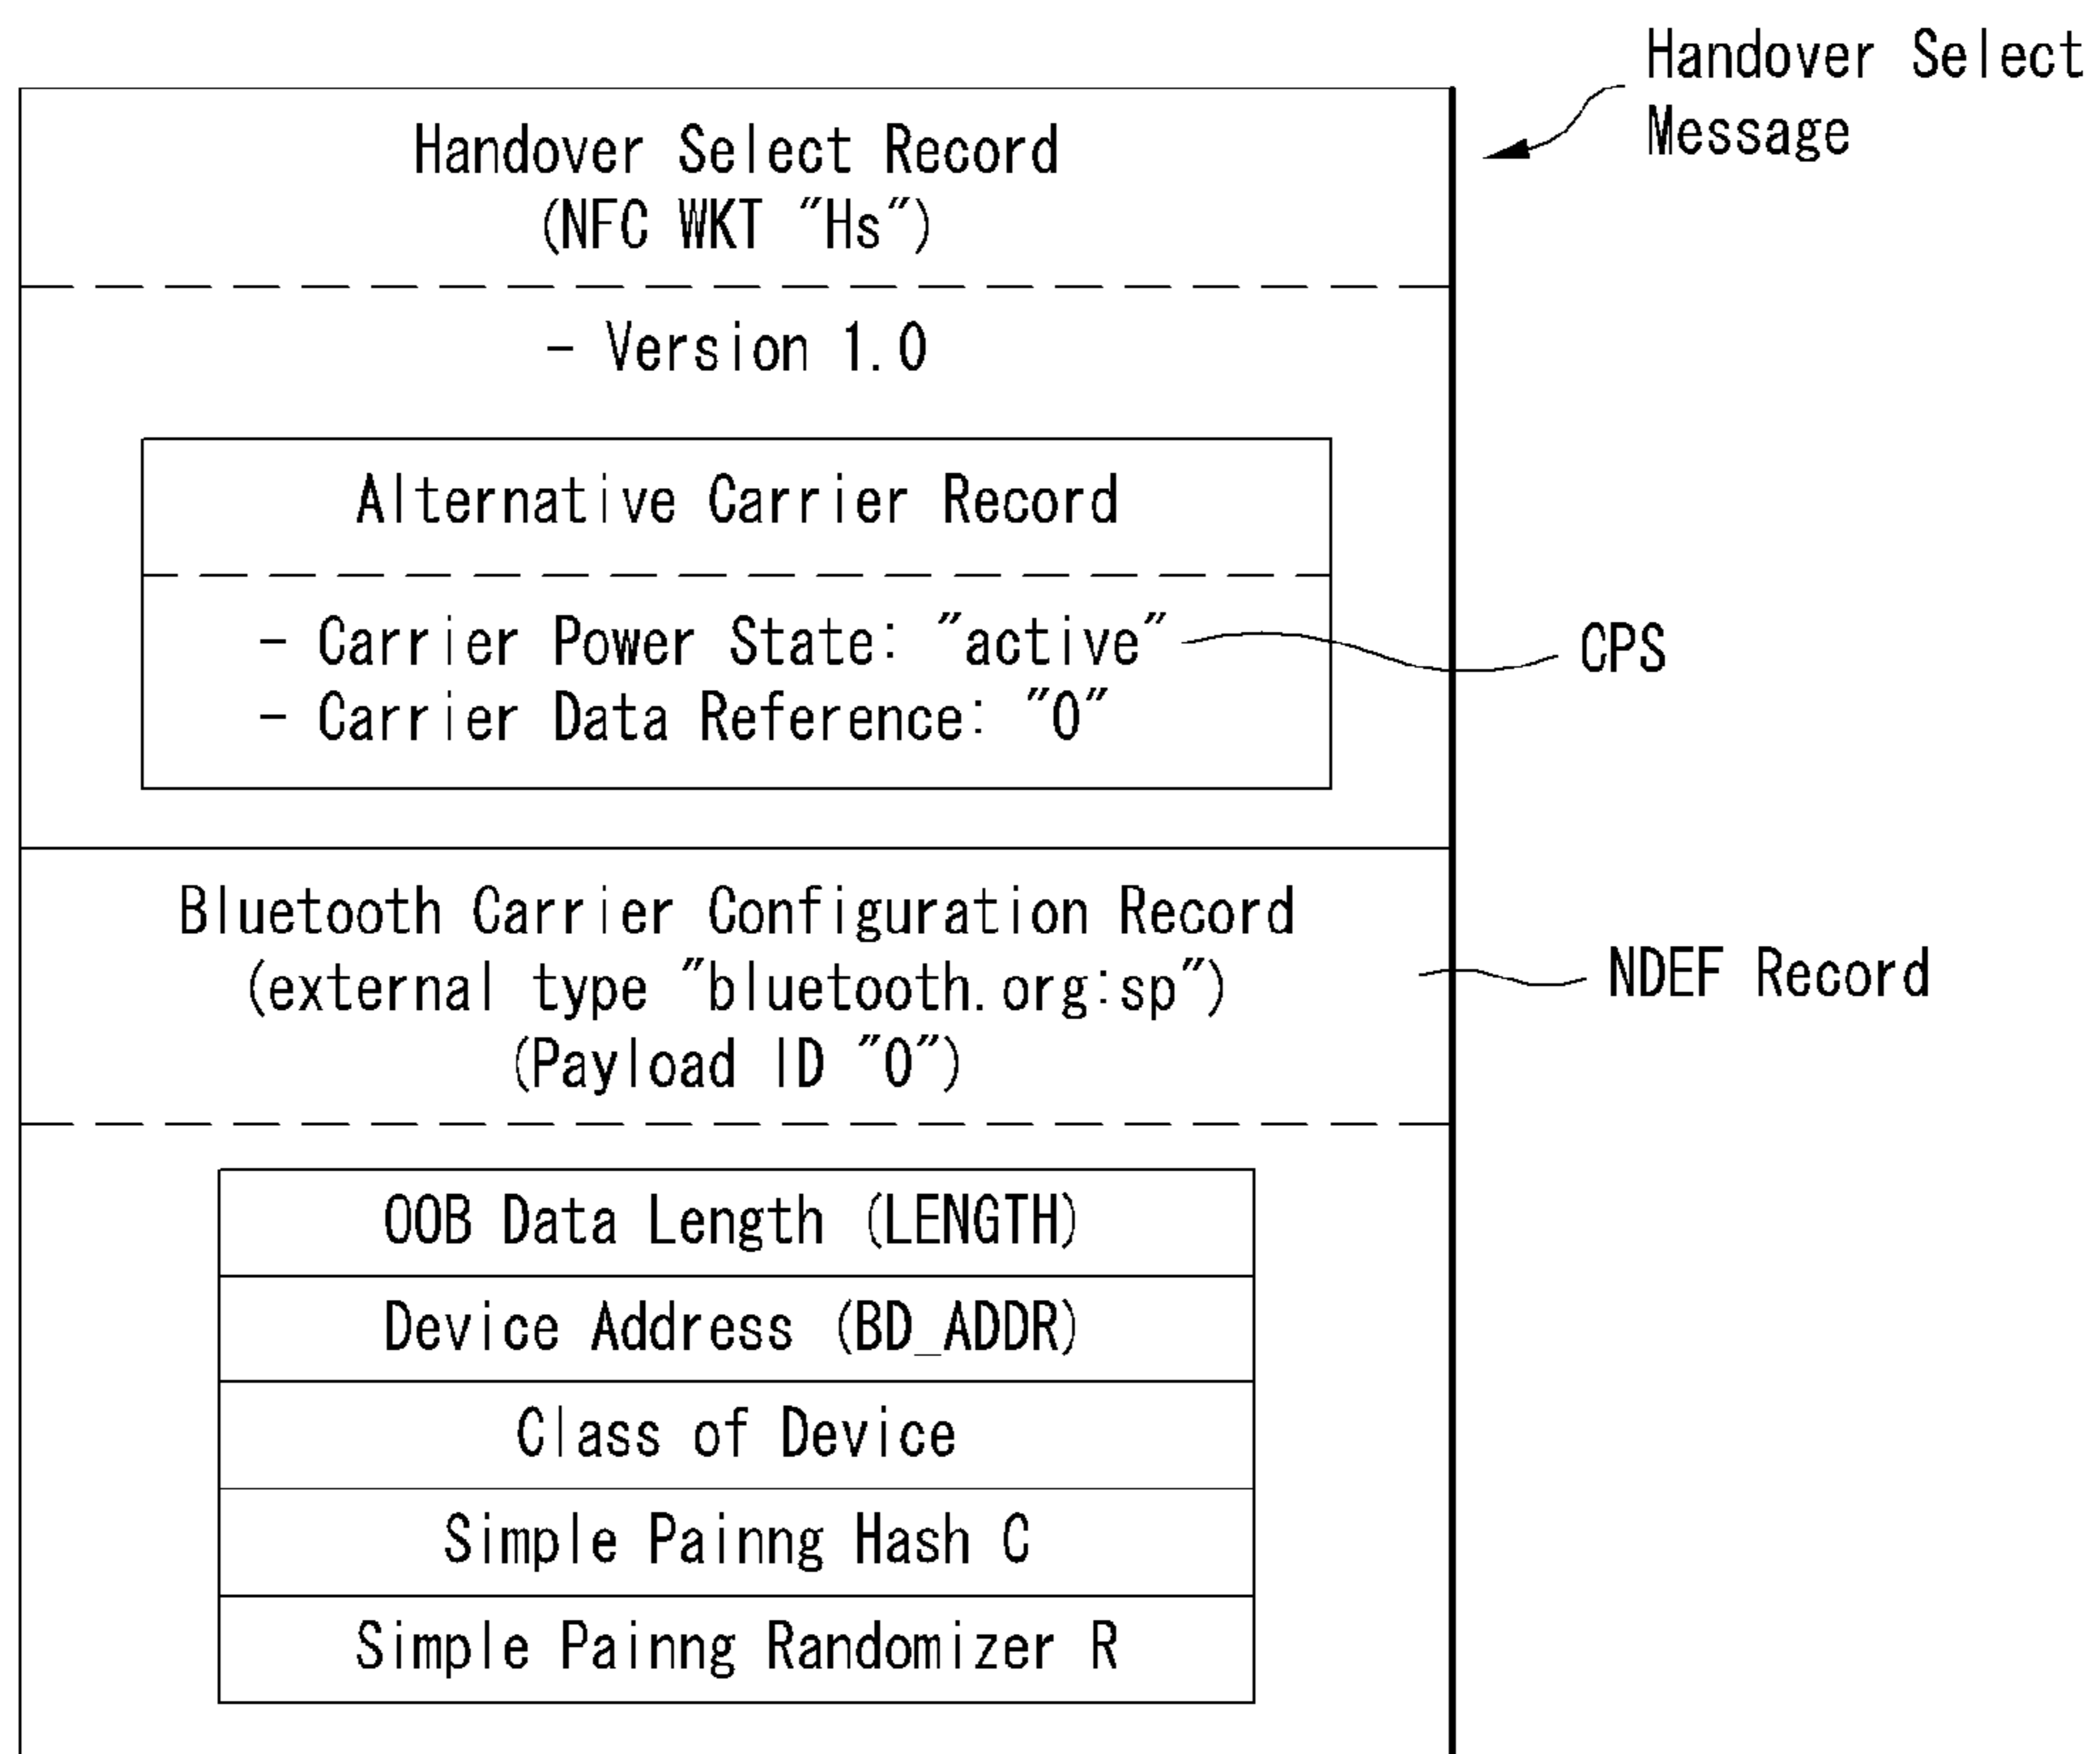 Handover Select
Message
Handover Select Record
(NFC WKT "Hs")
- Version 1.0
Alternative Carrier Record
- Carrier Power State: "active"
CPS
- Carrier Data Reference: "0"
Bluetooth Carrier Configuration Record
(external type "bluetooth.org:sp")
NDEF Record
(Payload ID "0")
OOB Data Length (LENGTH)
Device Address (BD_ADDR)
Class of Device
Simple Painng Hash C
Simple Painng Randomizer R